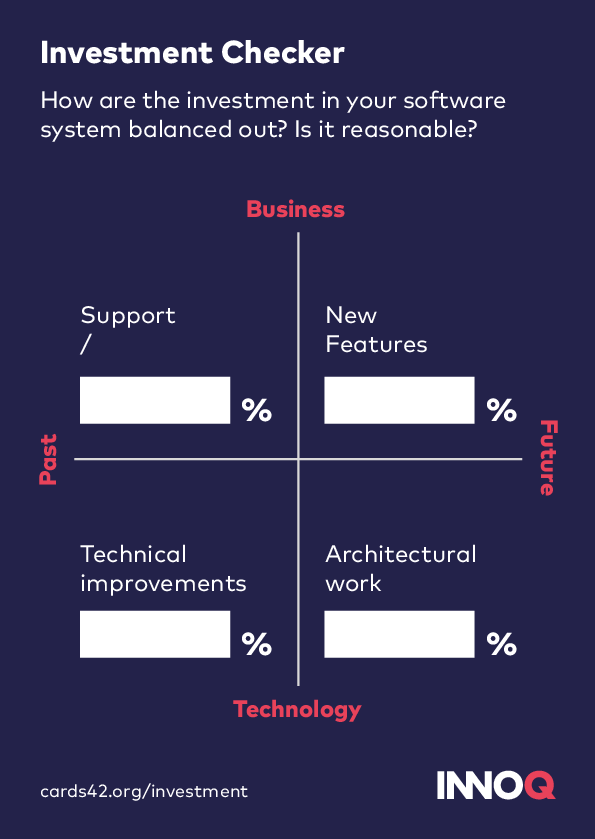 Investment Checker
How are the investment in your software
system balanced out? Is it reasonable?
Business
Support
/
%
New
Features
%
Past
Future
Technical
improvements
%
Architectural
work
%
Technology
cards42.org/investment
INNOQ